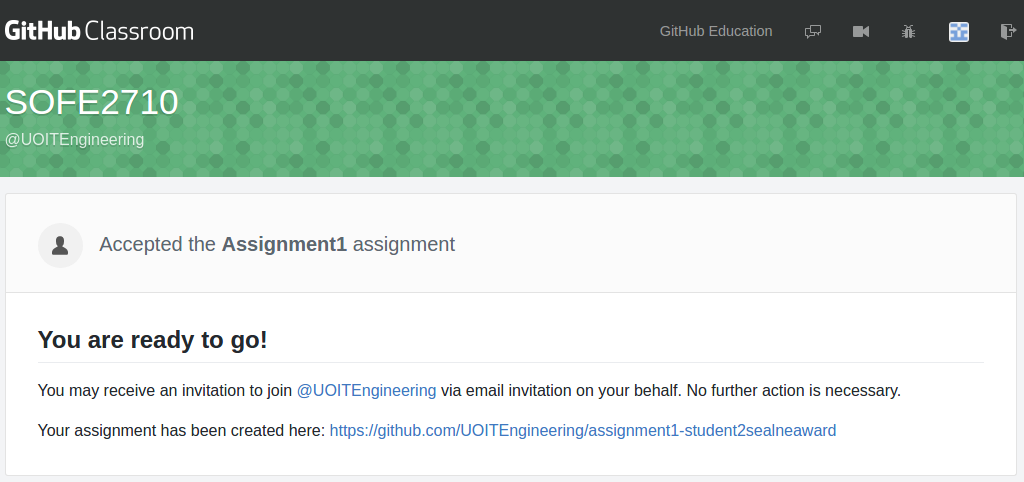 GitHub Classroom
GitHub Education
SOFE2710
@UOITEngineering
Accepted the Assignment1 assignment
You are ready to go!
You may receive an invitation to join @UOITEngineering via email invitation on your behalf. No further action is necessary.
Your assignment has been created here: https://github.com/UOITEngineering/assignment1-student2sealneaward